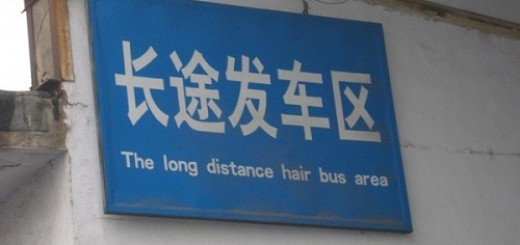 长途发车区
The long distance hair bus area